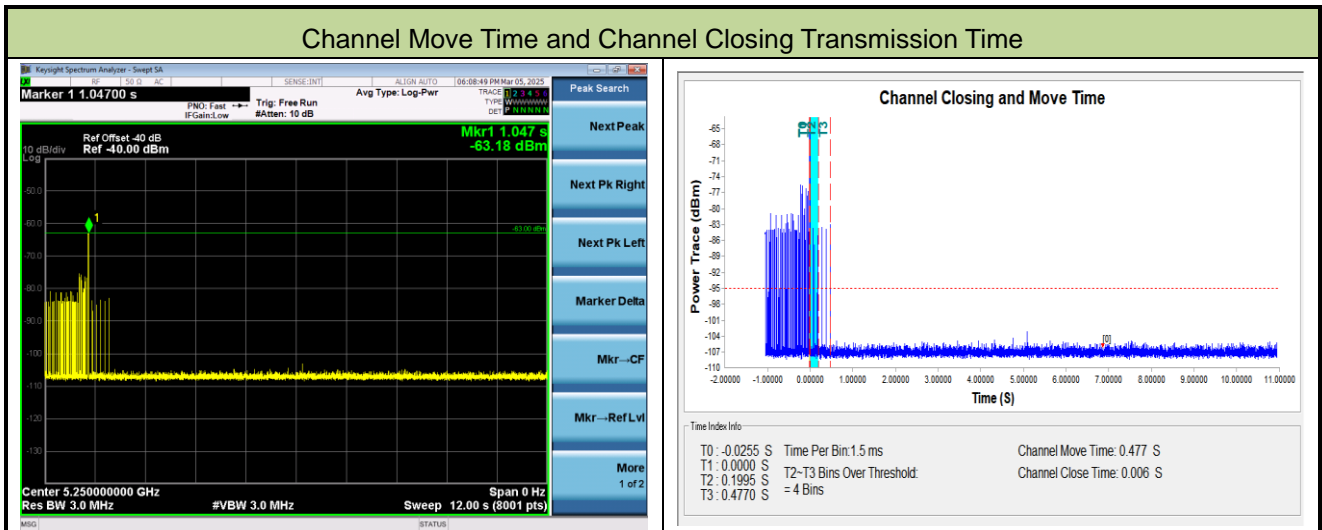 Channel Move Time and Channel Closing Transmission Time
Keysight Spectrum Analyzer - Swept SA
RF 50 Ω AC SENSE:INT ALIGN AUTO 06:08:49 PM Mar 05, 2025
Marker 1 1.04700 s
PNO: Fast
IFGain:Low
Trig: Free Run
#Atten: 10 dB
Avg Type: Log-Pwr
TRACE 1 2 3 4 5 6
TYPE WWWWWW
DET P N N N N N
Ref Offset -40 dB
10 dB/div Ref -40.00 dBm
Log
Mkr1 1.047 s
-63.18 dBm
1
-63.00 dBm
-50.0
-60.0
-70.0
-80.0
-90.0
-100
-110
-120
-130
Center 5.250000000 GHz Span 0 Hz
Res BW 3.0 MHz #VBW 3.0 MHz Sweep 12.00 s (8001 pts)
MSG STATUS
Peak Search
Next Peak
Next Pk Right
Next Pk Left
Marker Delta
Mkr→CF
Mkr→Ref Lvl
More
1 of 2
Channel Closing and Move Time
T0 T2 T3
Power Trace (dBm)
-65
-68
-71
-74
-77
-80
-83
-86
-89
-92
-95
-98
-101
-104
-107
-110
[0]
-2.00000 -1.00000 0.00000 1.00000 2.00000 3.00000 4.00000 5.00000 6.00000 7.00000 8.00000 9.00000 10.00000 11.00000
Time (S)
Time Index Info
T0 : -0.0255 S
T1 : 0.0000 S
T2 : 0.1995 S
T3 : 0.4770 S
Time Per Bin:1.5 ms
T2~T3 Bins Over Threshold:
= 4 Bins
Channel Move Time: 0.477 S
Channel Close Time: 0.006 S